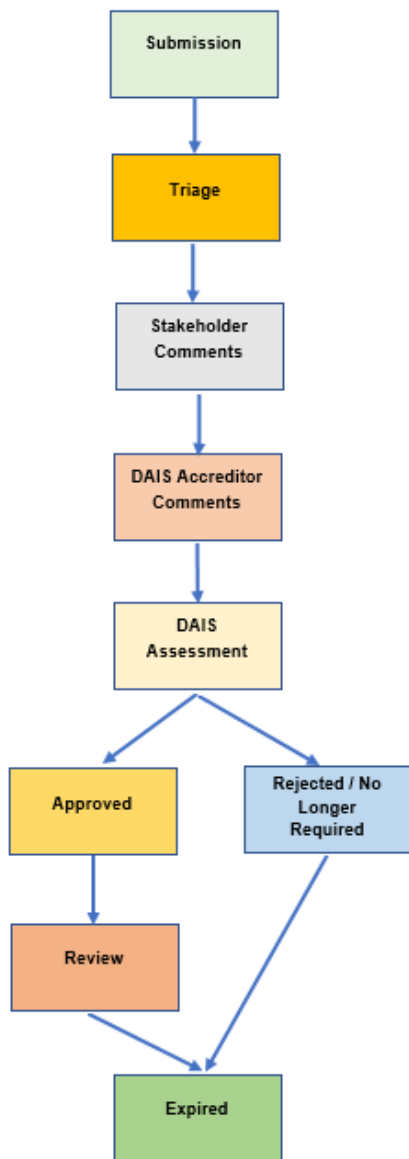 Submission
Triage
Stakeholder
Comments
DAIS Accreditor
Comments
DAIS
Assessment
Approved
Rejected / No
Longer
Required
Review
Expired